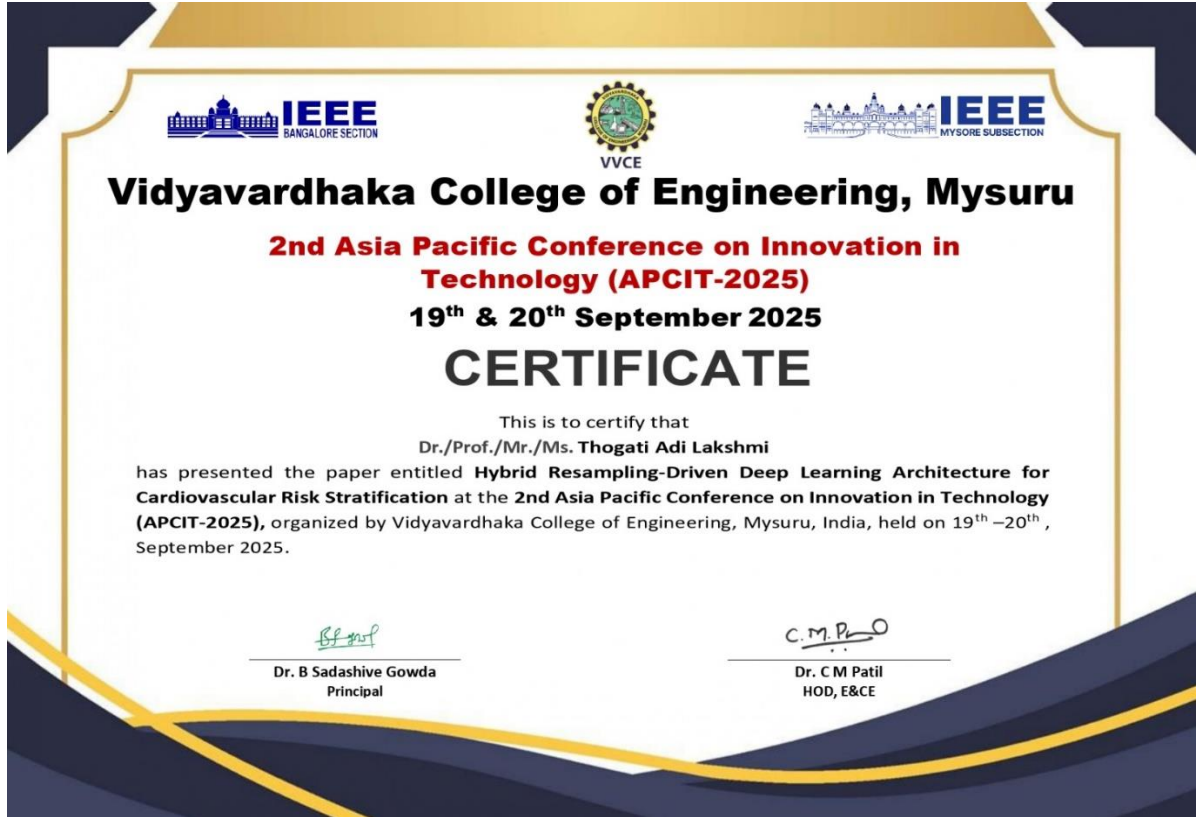 IEEE
BANGALORE SECTION
VVCE
IEEE
MYSORE SUBSECTION
Vidyavardhaka College of Engineering, Mysuru
2nd Asia Pacific Conference on Innovation in
Technology (APCIT-2025)
19th & 20th September 2025
CERTIFICATE
This is to certify that
Dr./Prof./Mr./Ms. Thogati Adi Lakshmi
has presented the paper entitled Hybrid Resampling-Driven Deep Learning Architecture for
Cardiovascular Risk Stratification at the 2nd Asia Pacific Conference on Innovation in Technology
(APCIT-2025), organized by Vidyavardhaka College of Engineering, Mysuru, India, held on 19th –20th ,
September 2025.
C.M.P
Dr. B Sadashive Gowda
Principal
Dr. C M Patil
HOD, E&CE